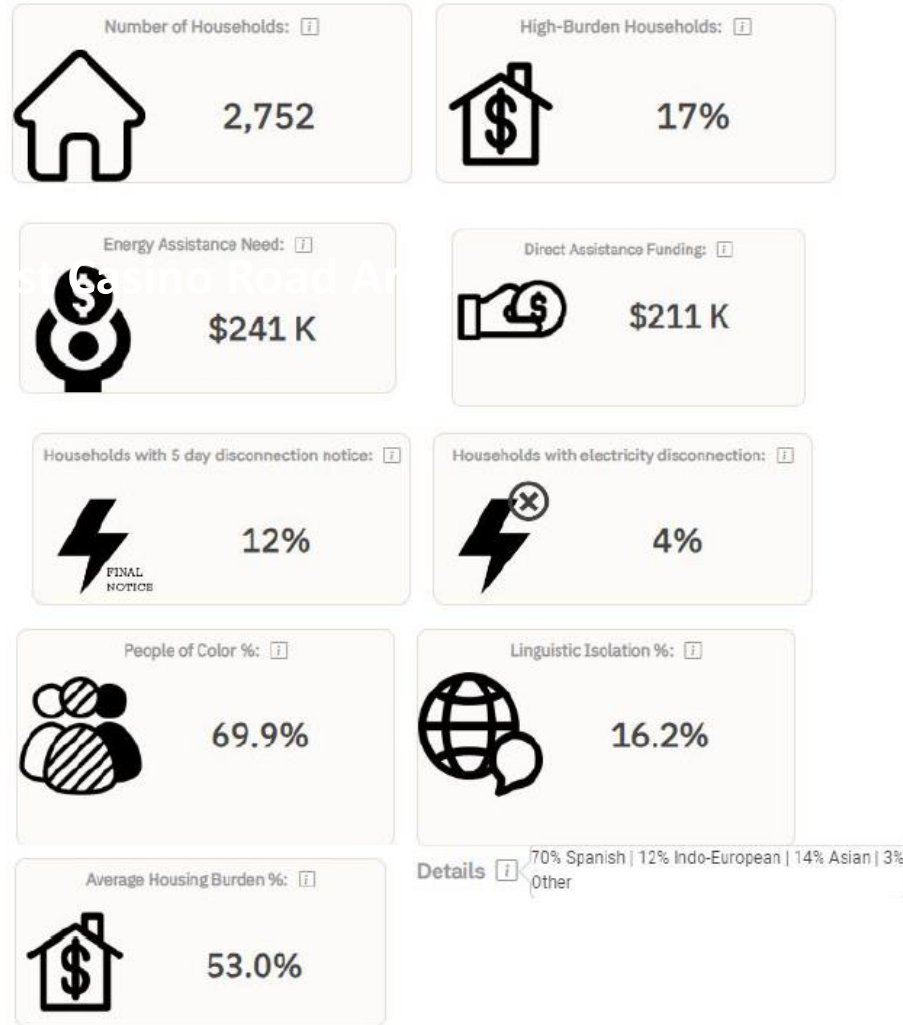 Number of Households: i
High-Burden Households: i
2,752
17%
Energy Assistance Need: i
Direct Assistance Funding: i
Casino Road
$241 K
$211 K
Households with 5 day disconnection notice: i
Households with electricity disconnection: i
12%
4%
FINAL
NOTICE
People of Color %: i
Linguistic Isolation %: i
69.9%
16.2%
Average Housing Burden %: i
Details i
70% Spanish | 12% Indo-European | 14% Asian | 3%
Other
53.0%